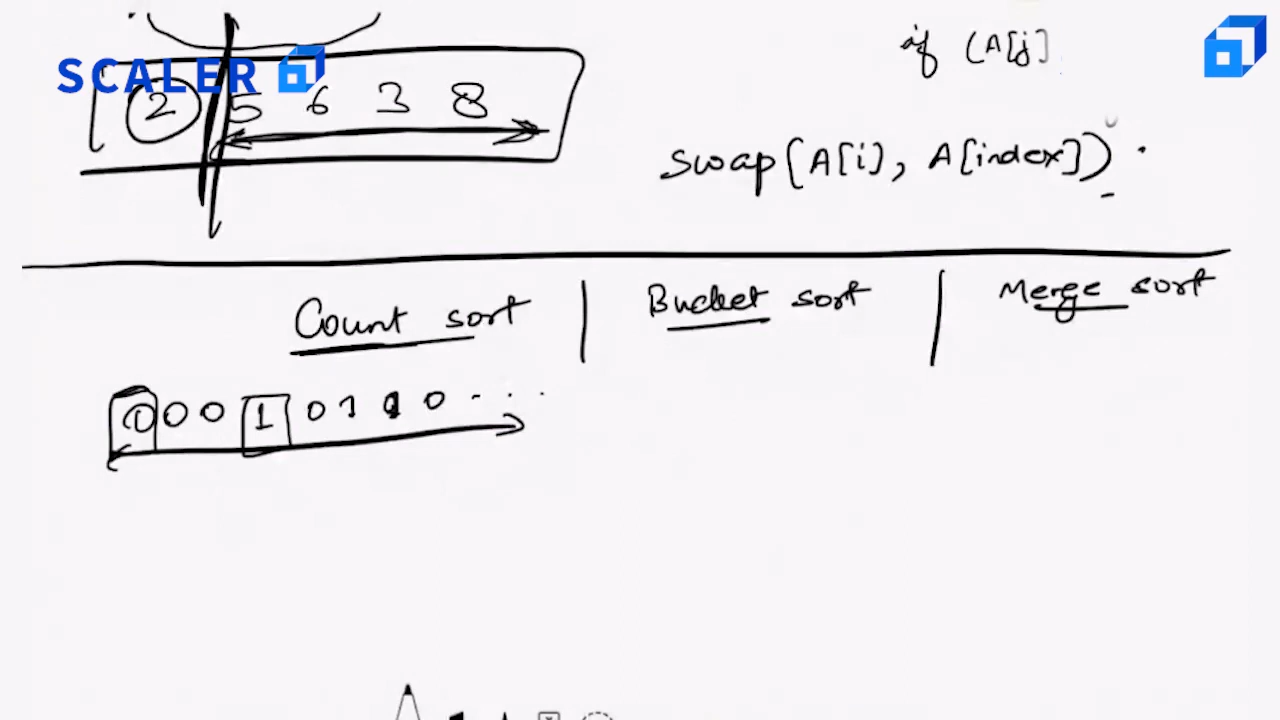 if (A[j]
SCALER
2 5 6 3 8
swap(A[i], A[index])
Count sort | Bucket sort | Merge sort
0 0 0 1 0 1 1 0 - . .